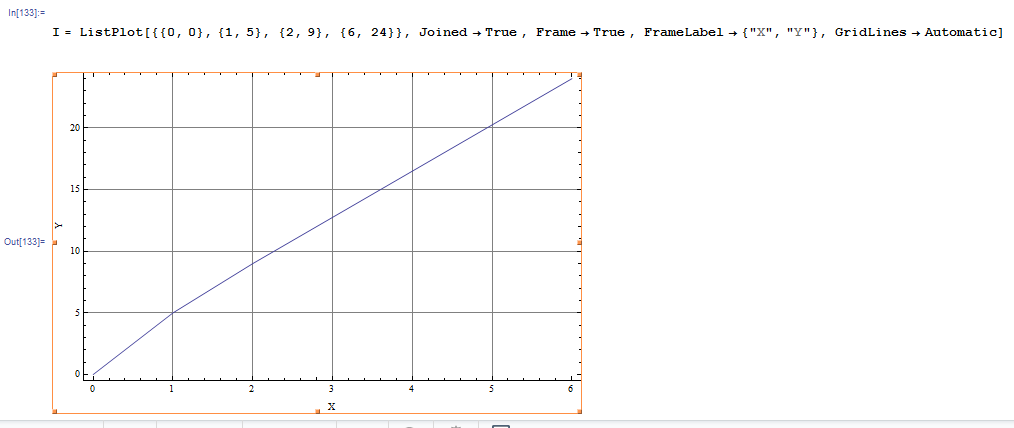 In[133]:=
I = ListPlot[{{{0, 0}, {1, 5}, {2, 9}, {6, 24}}, Joined → True, Frame → True, FrameLabel → {"X", "Y"}, GridLines → Automatic]
20
15
Y
Out[133]=
10
5
0
0 1 2 3 4 5 6
X